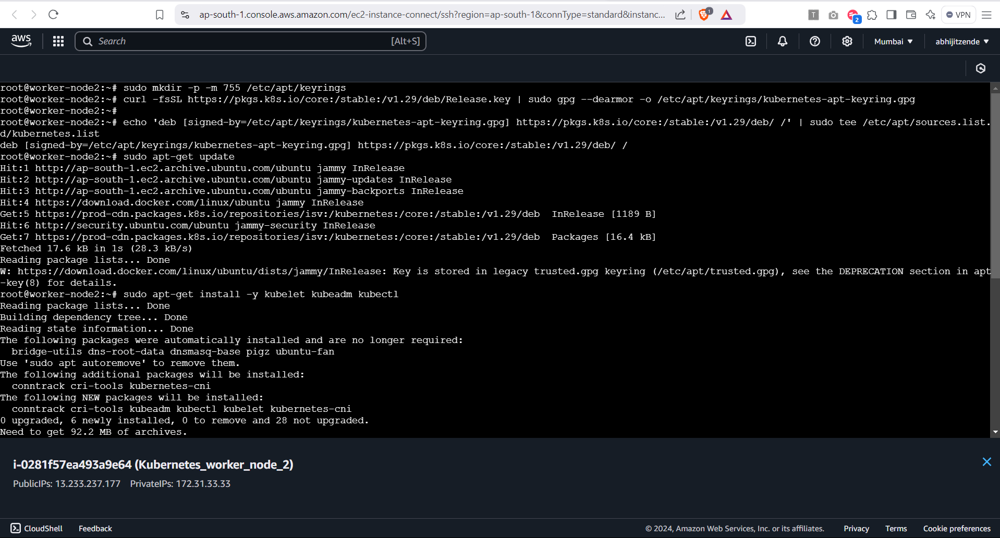 ap-south-1.console.aws.amazon.com/ec2-instance-connect/ssh?region=ap-south-1&connType=standard&instanc...
1
T
2
VPN
aws
Search
[Alt+S]
Mumbai
abhijitzende
root@worker-node2:~# sudo mkdir -p -m 755 /etc/apt/keyrings
root@worker-node2:~# curl -fsSL https://pkgs.k8s.io/core:/stable:/v1.29/deb/Release.key | sudo gpg --dearmor -o /etc/apt/keyrings/kubernetes-apt-keyring.gpg
root@worker-node2:~#
root@worker-node2:~# echo 'deb [signed-by=/etc/apt/keyrings/kubernetes-apt-keyring.gpg] https://pkgs.k8s.io/core:/stable:/v1.29/deb/ /' | sudo tee /etc/apt/sources.list.
d/kubernetes.list
deb [signed-by=/etc/apt/keyrings/kubernetes-apt-keyring.gpg] https://pkgs.k8s.io/core:/stable:/v1.29/deb/ /
root@worker-node2:~# sudo apt-get update
Hit:1 http://ap-south-1.ec2.archive.ubuntu.com/ubuntu jammy InRelease
Hit:2 http://ap-south-1.ec2.archive.ubuntu.com/ubuntu jammy-updates InRelease
Hit:3 http://ap-south-1.ec2.archive.ubuntu.com/ubuntu jammy-backports InRelease
Hit:4 https://download.docker.com/linux/ubuntu jammy InRelease
Get:5 https://prod-cdn.packages.k8s.io/repositories/isv:/kubernetes:/core:/stable:/v1.29/deb  InRelease [1189 B]
Hit:6 http://security.ubuntu.com/ubuntu jammy-security InRelease
Get:7 https://prod-cdn.packages.k8s.io/repositories/isv:/kubernetes:/core:/stable:/v1.29/deb  Packages [16.4 kB]
Fetched 17.6 kB in 1s (28.3 kB/s)
Reading package lists... Done
W: https://download.docker.com/linux/ubuntu/dists/jammy/InRelease: Key is stored in legacy trusted.gpg keyring (/etc/apt/trusted.gpg), see the DEPRECATION section in apt
-key(8) for details.
root@worker-node2:~# sudo apt-get install -y kubelet kubeadm kubectl
Reading package lists... Done
Building dependency tree... Done
Reading state information... Done
The following packages were automatically installed and are no longer required:
  bridge-utils dns-root-data dnsmasq-base pigz ubuntu-fan
Use 'sudo apt autoremove' to remove them.
The following additional packages will be installed:
  conntrack cri-tools kubernetes-cni
The following NEW packages will be installed:
  conntrack cri-tools kubeadm kubectl kubelet kubernetes-cni
0 upgraded, 6 newly installed, 0 to remove and 28 not upgraded.
Need to get 92.2 MB of archives.
i-0281f57ea493a9e64 (Kubernetes_worker_node_2)
PublicIPs: 13.233.237.177 PrivateIPs: 172.31.33.33
CloudShell
Feedback
© 2024, Amazon Web Services, Inc. or its affiliates.
Privacy
Terms
Cookie preferences